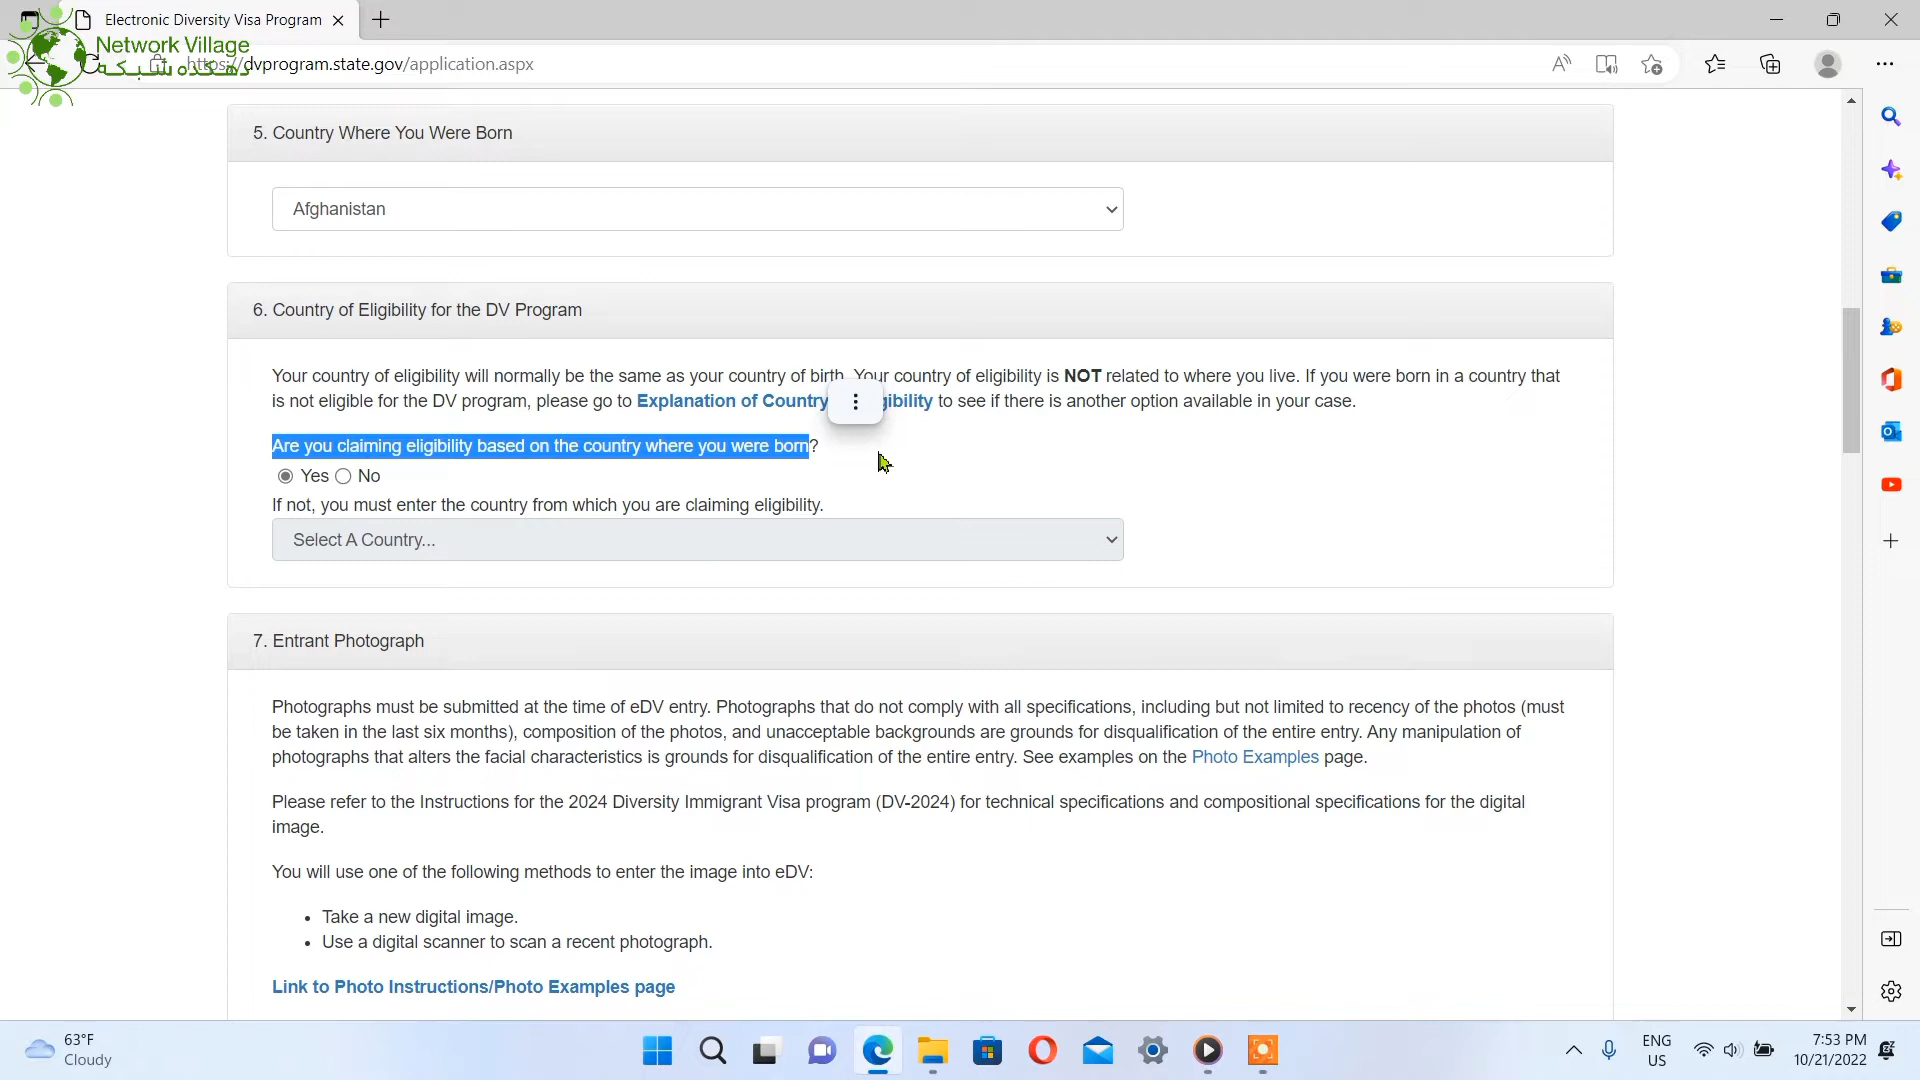 Electronic Diversity Visa Program
Network Village
دهکده شبکه
https://dvprogram.state.gov/application.aspx
5. Country Where You Were Born
Afghanistan
6. Country of Eligibility for the DV Program
Your country of eligibility will normally be the same as your country of birth. Your country of eligibility is NOT related to where you live. If you were born in a country that
is not eligible for the DV program, please go to Explanation of Country gibility to see if there is another option available in your case.
Are you claiming eligibility based on the country where you were born?
Yes No
If not, you must enter the country from which you are claiming eligibility.
Select A Country...
7. Entrant Photograph
Photographs must be submitted at the time of eDV entry. Photographs that do not comply with all specifications, including but not limited to recency of the photos (must
be taken in the last six months), composition of the photos, and unacceptable backgrounds are grounds for disqualification of the entire entry. Any manipulation of
photographs that alters the facial characteristics is grounds for disqualification of the entire entry. See examples on the Photo Examples page.
Please refer to the Instructions for the 2024 Diversity Immigrant Visa program (DV-2024) for technical specifications and compositional specifications for the digital
image.
You will use one of the following methods to enter the image into eDV:
• Take a new digital image.
• Use a digital scanner to scan a recent photograph.
Link to Photo Instructions/Photo Examples page
63°F
Cloudy
ENG
US
7:53 PM
10/21/2022